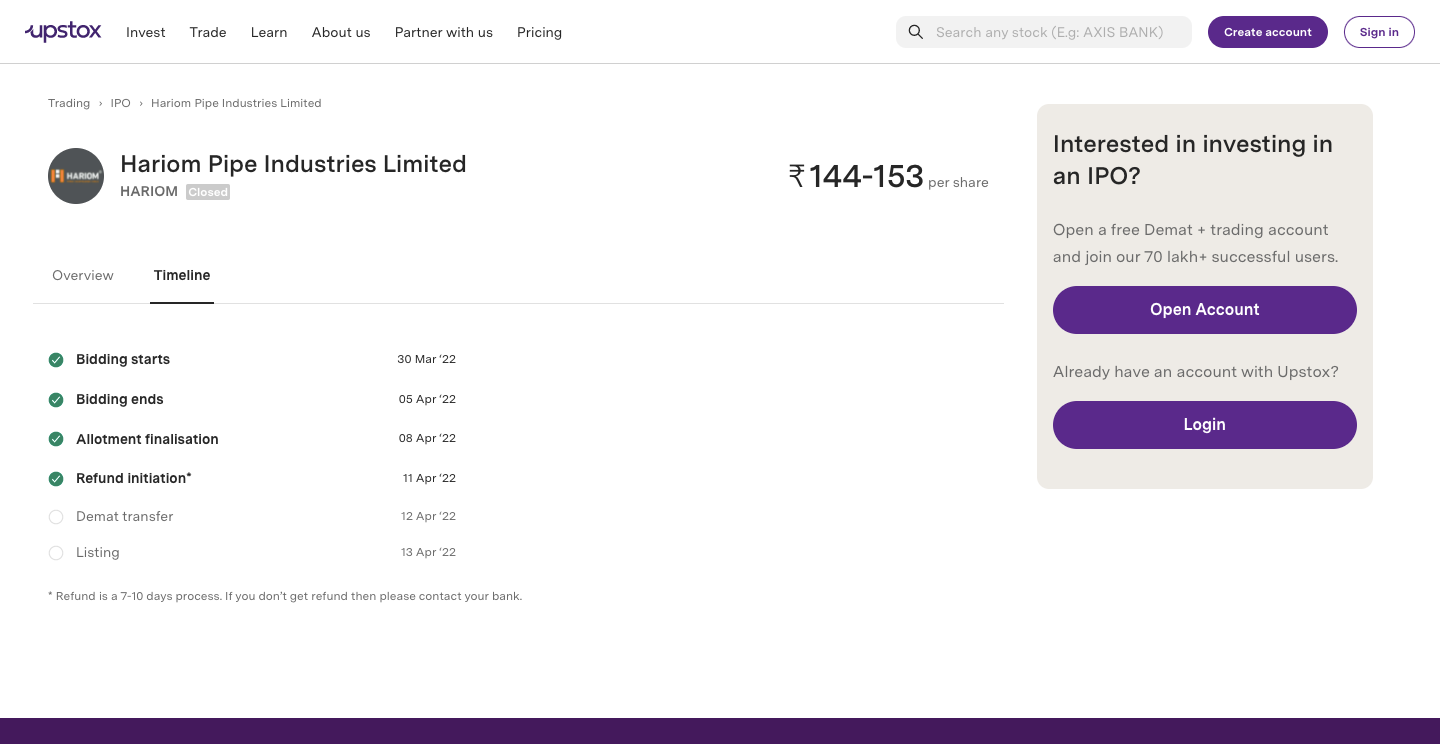 upstox Invest Trade Learn About us Partner with us Pricing Search any stock (E.g: AXIS BANK) Create account Sign in
Trading › IPO › Hariom Pipe Industries Limited
HARIOM
Hariom Pipe Industries Limited
HARIOM Closed
₹144-153 per share
Overview Timeline
Bidding starts 30 Mar ‘22
Bidding ends 05 Apr ‘22
Allotment finalisation 08 Apr ‘22
Refund initiation* 11 Apr ‘22
Demat transfer 12 Apr ‘22
Listing 13 Apr ‘22
* Refund is a 7-10 days process. If you don’t get refund then please contact your bank.
Interested in investing in
an IPO?
Open a free Demat + trading account
and join our 70 lakh+ successful users.
Open Account
Already have an account with Upstox?
Login